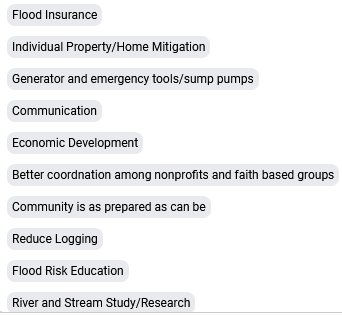 Flood Insurance
Individual Property/Home Mitigation
Generator and emergency tools/sump pumps
Communication
Economic Development
Better coordnation among nonprofits and faith based groups
Community is as prepared as can be
Reduce Logging
Flood Risk Education
River and Stream Study/Research